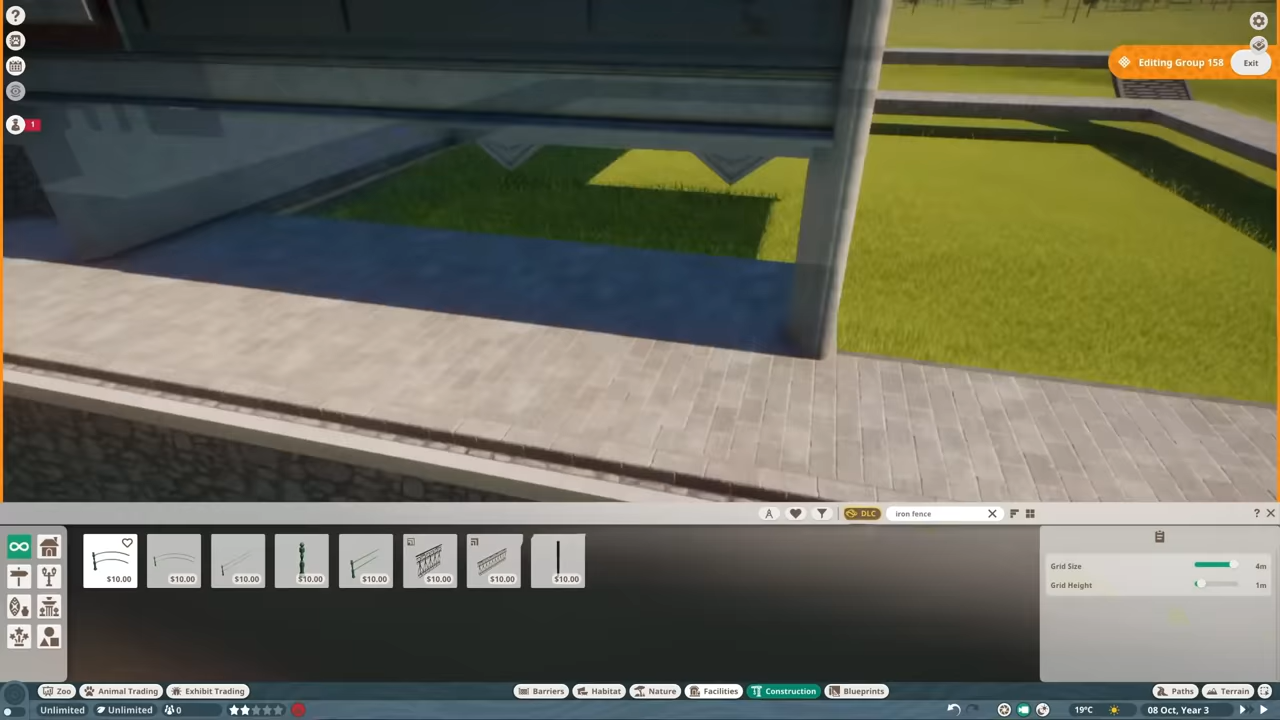 ?
Editing Group 158
Exit
1
DLC
iron fence
?
$10.00
$10.00
$10.00
$10.00
$10.00
$10.00
$10.00
$10.00
Grid Size
4m
Grid Height
1m
Zoo
Animal Trading
Exhibit Trading
Barriers
Habitat
Nature
Facilities
Construction
Blueprints
Paths
Terrain
Unlimited
Unlimited
0
19°C
08 Oct, Year 3